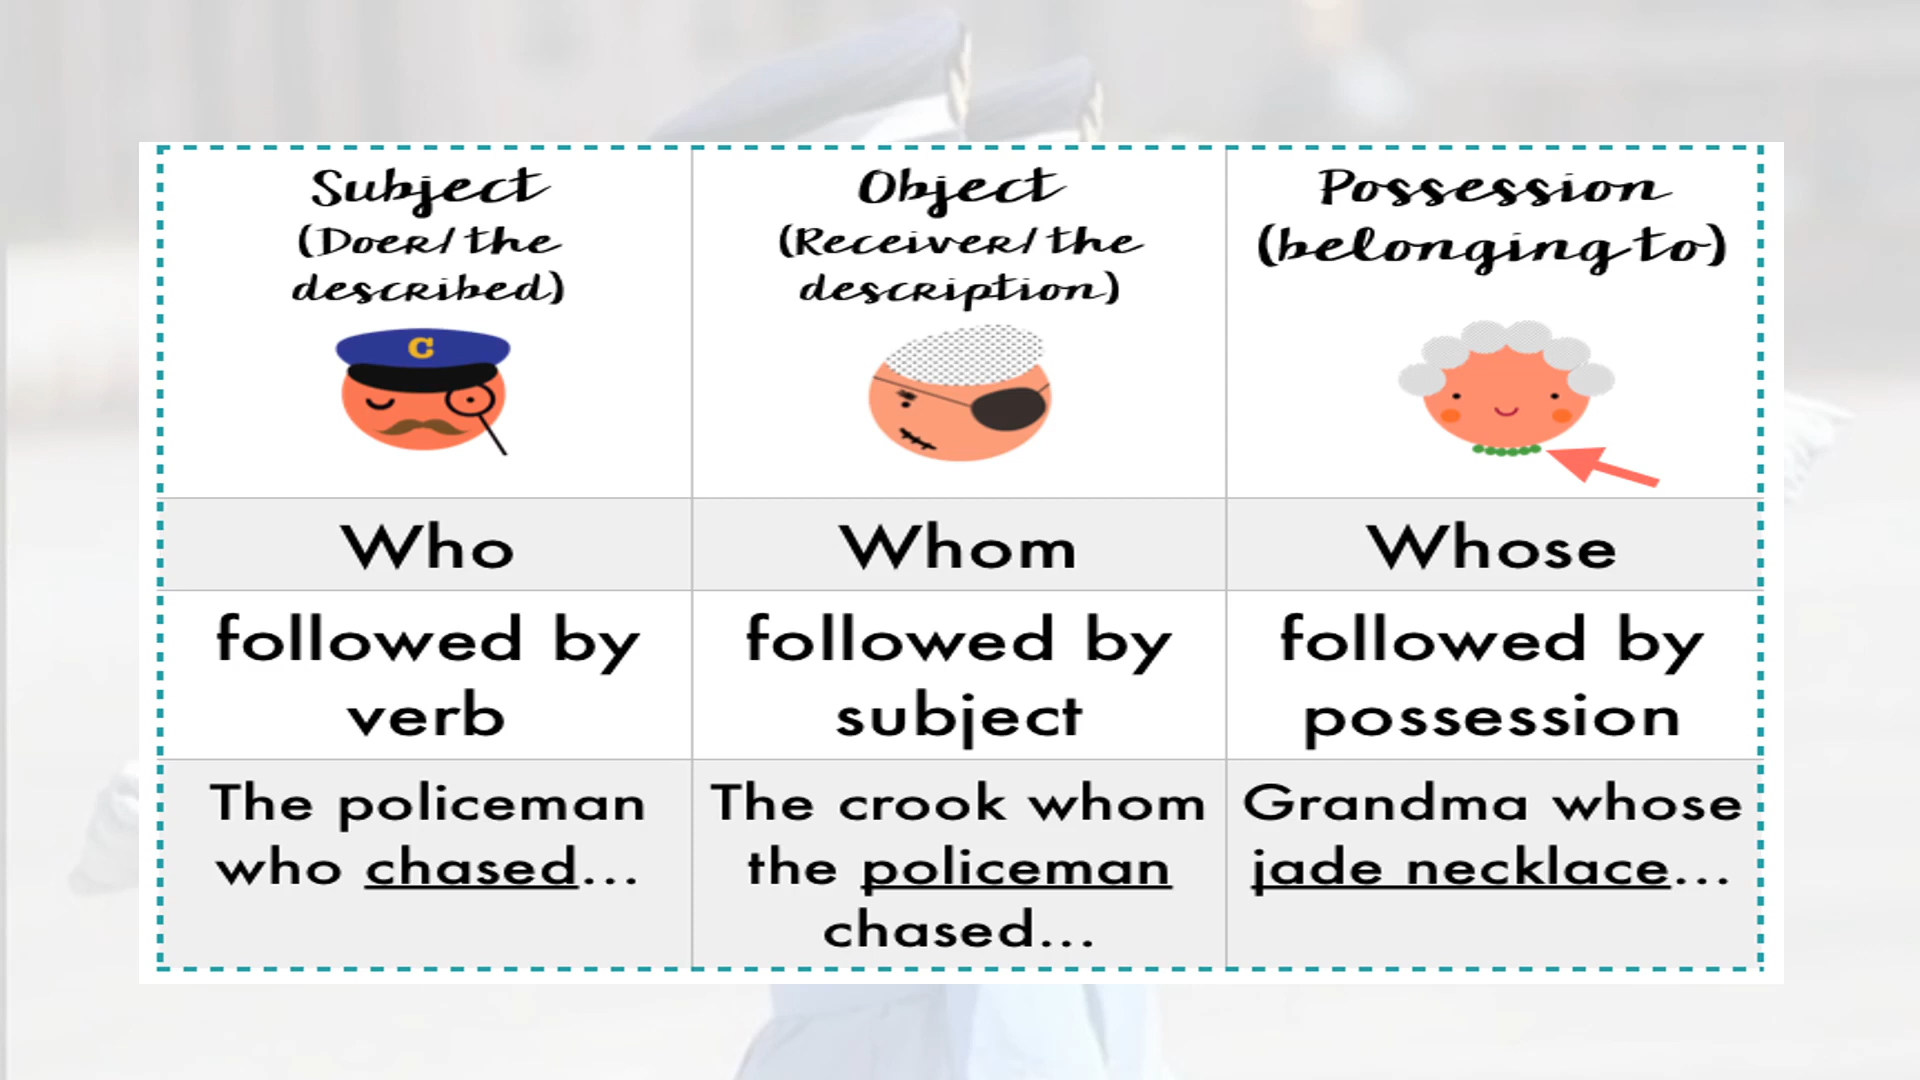 Subject
(Doer/the
described)
C
Object
(Receiver/the
description)
Possession
(belonging to)
Who
Whom
Whose
followed by
verb
followed by
subject
followed by
possession
The policeman
who chased...
The crook whom
the policeman
chased...
Grandma whose
jade necklace...